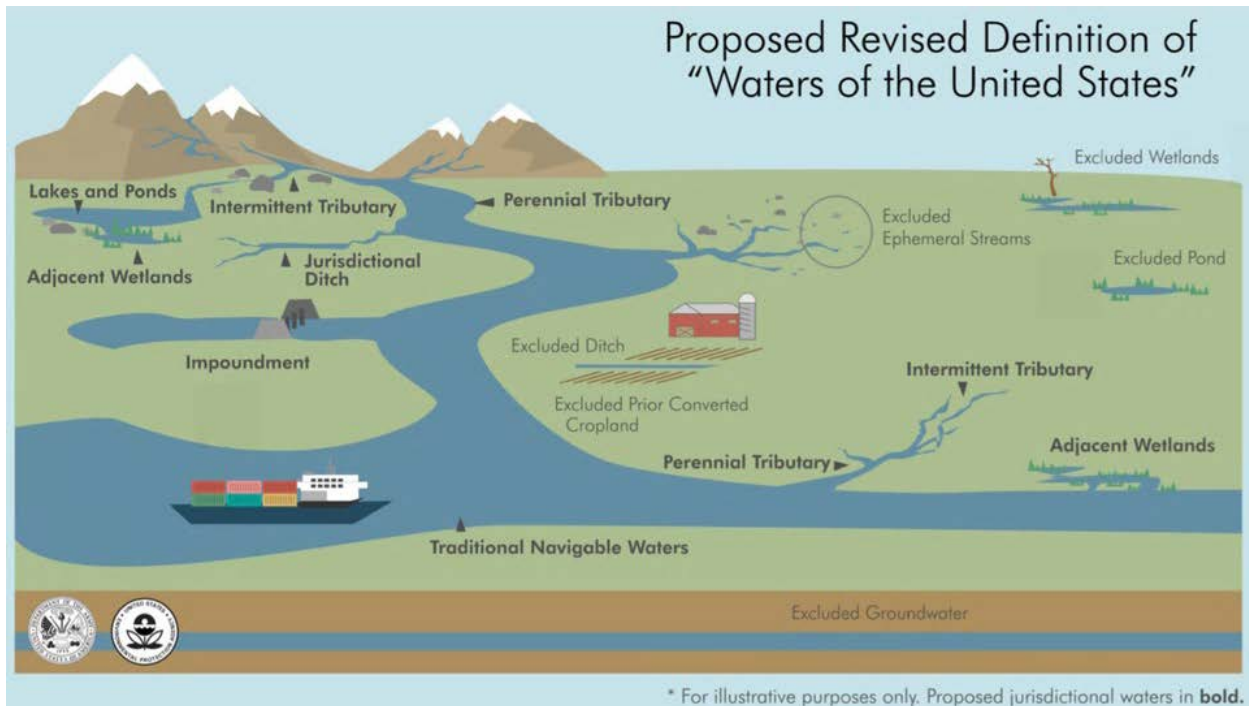 Proposed Revised Definition of
“Waters of the United States”
Excluded Wetlands
Lakes and Ponds
Intermittent Tributary
Perennial Tributary
Excluded
Ephemeral Streams
Adjacent Wetlands
Jurisdictional
Ditch
Excluded Pond
Impoundment
Excluded Ditch
Intermittent Tributary
Excluded Prior Converted
Cropland
Perennial Tributary
Adjacent Wetlands
Traditional Navigable Waters
Excluded Groundwater
* For illustrative purposes only. Proposed jurisdictional waters in bold.